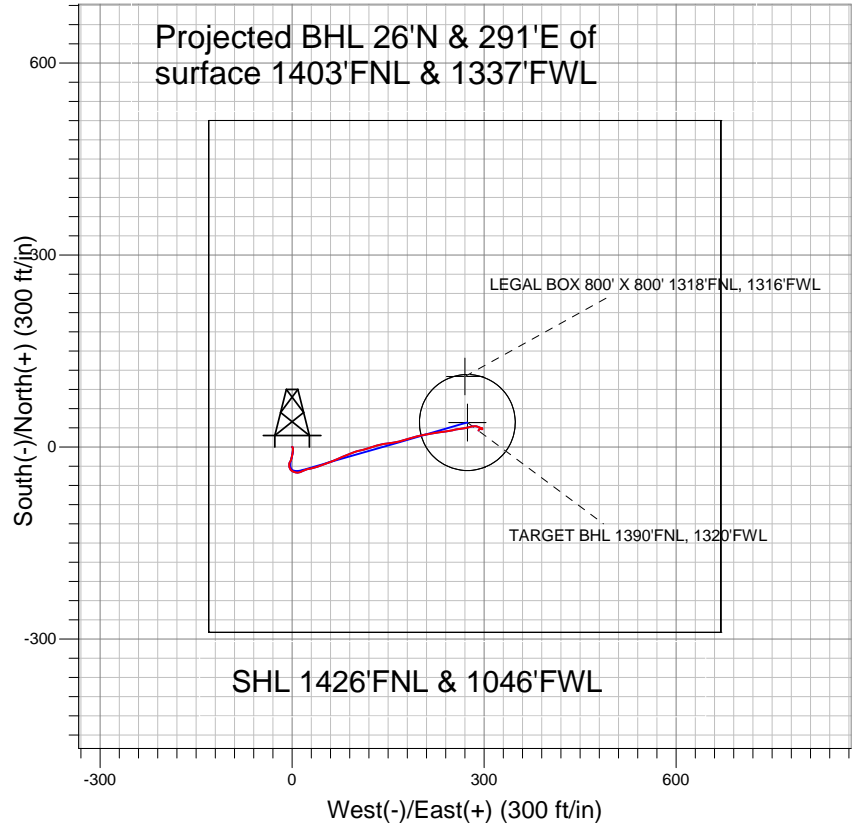 Projected BHL 26'N & 291'E of
surface 1403'FNL & 1337'FWL
600
300
0
-300
South(-)/North(+) (300 ft/in)
LEGAL BOX 800' X 800' 1318'FNL, 1316'FWL
TARGET BHL 1390'FNL, 1320'FWL
SHL 1426'FNL & 1046'FWL
-300
0
300
600
West(-)/East(+) (300 ft/in)